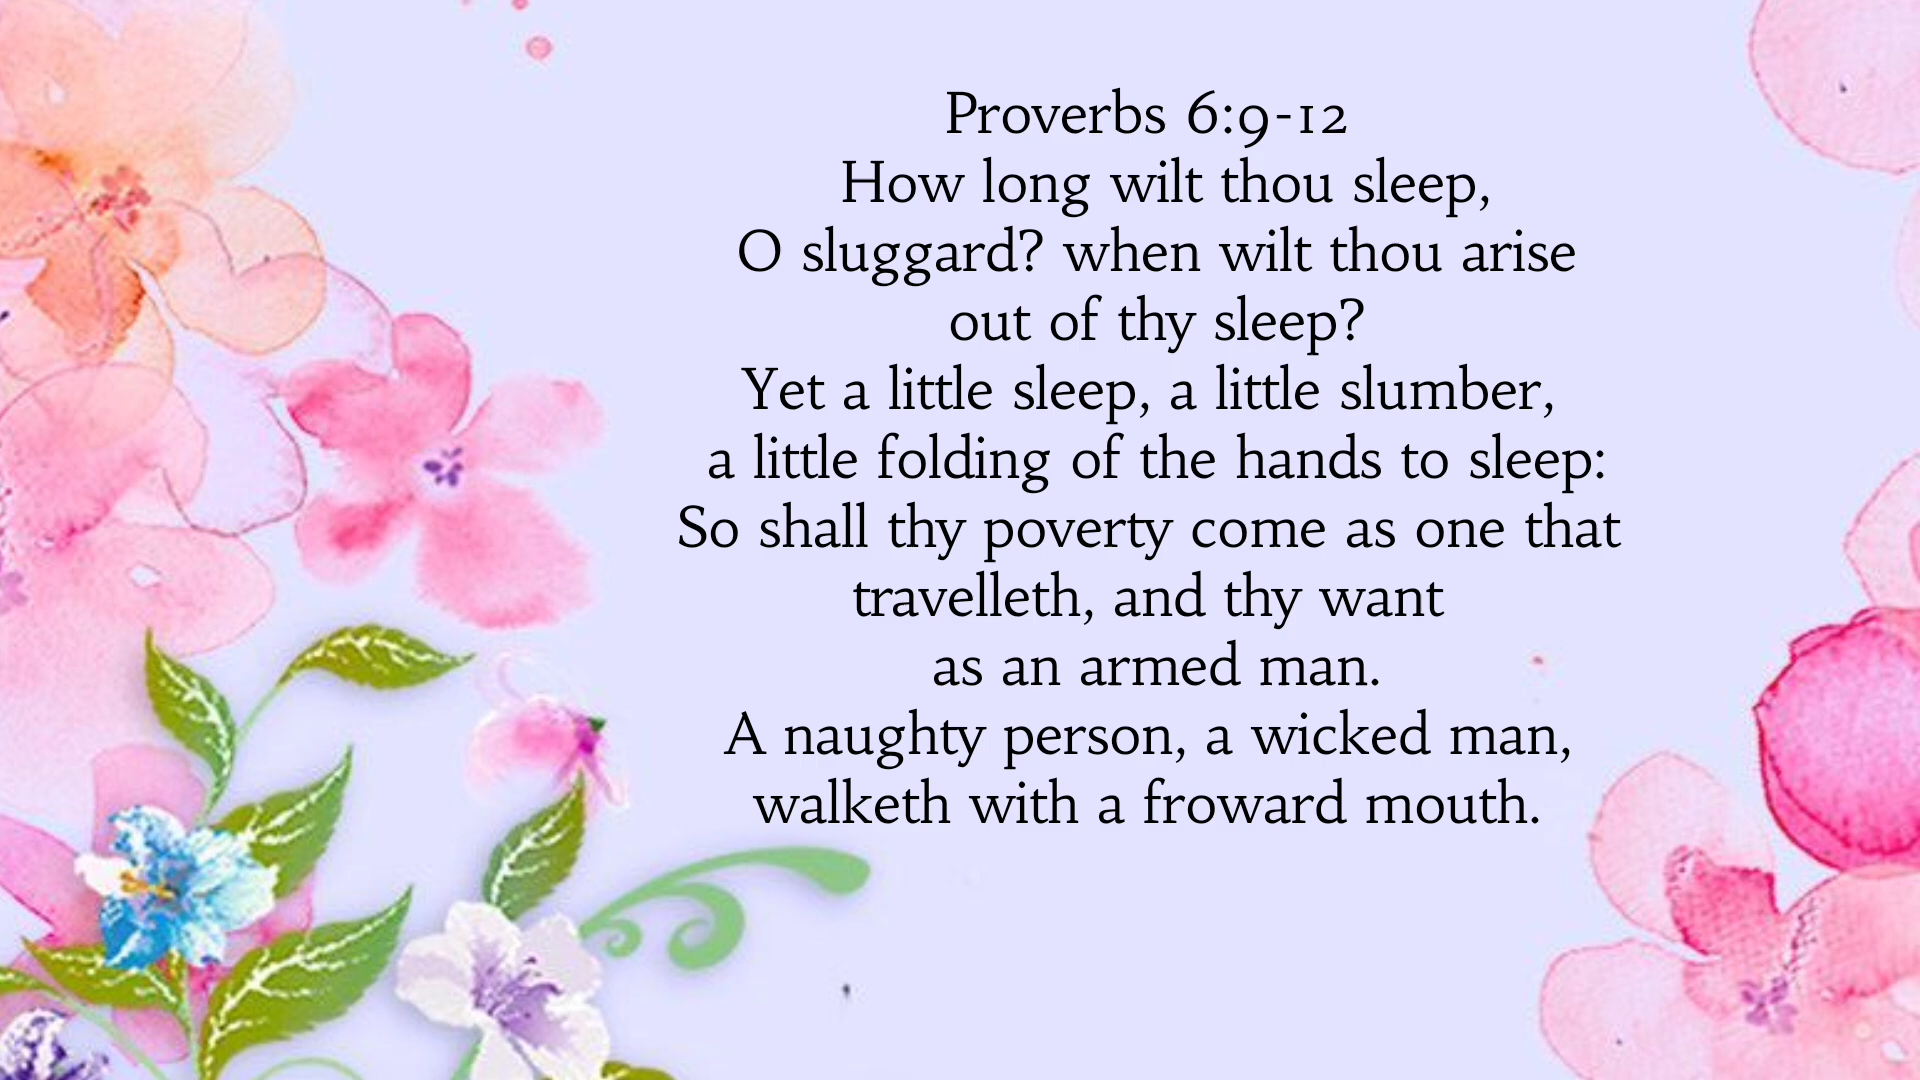 Proverbs 6:9-12
How long wilt thou sleep,
O sluggard? when wilt thou arise
out of thy sleep?
Yet a little sleep, a little slumber,
a little folding of the hands to sleep:
So shall thy poverty come as one that
travelleth, and thy want
as an armed man.
A naughty person, a wicked man,
walketh with a froward mouth.